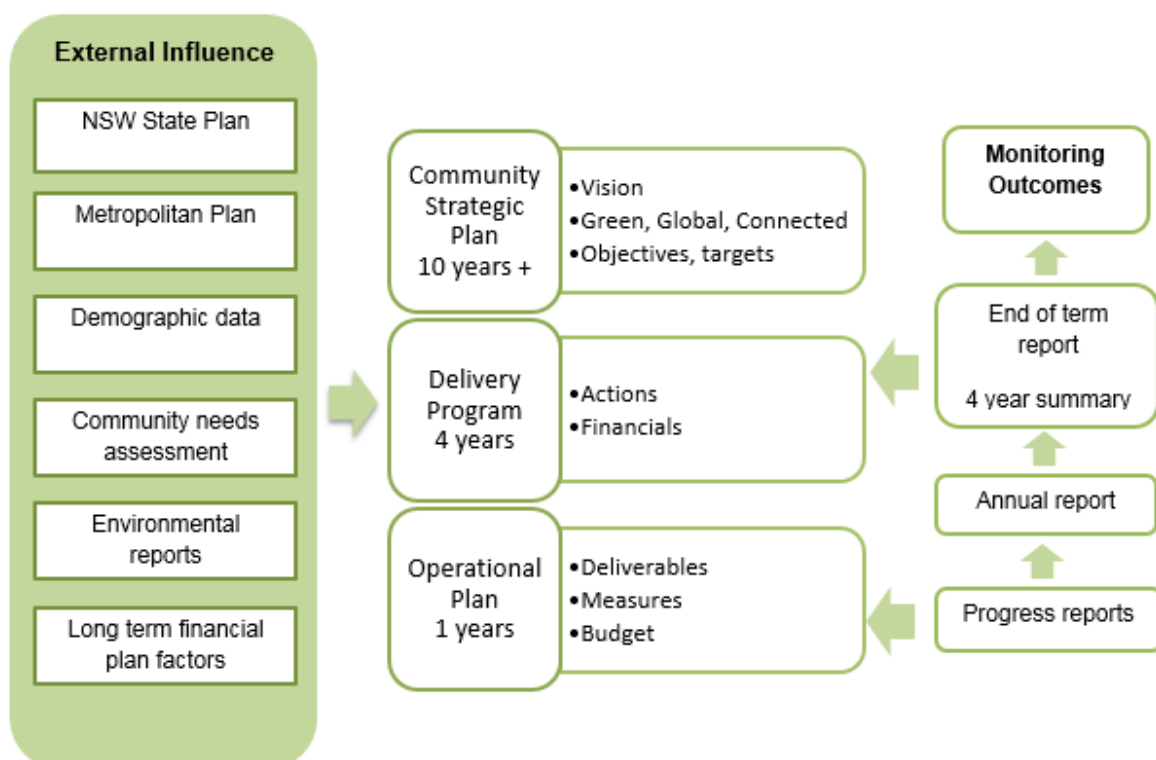 External Influence
NSW State Plan
Metropolitan Plan
Demographic data
Community needs
assessment
Environmental
reports
Long term financial
plan factors
Community
Strategic
Plan
10 years +
•Vision
•Green, Global, Connected
•Objectives, targets
Delivery
Program
4 years
•Actions
•Financials
Operational
Plan
1 years
•Deliverables
•Measures
•Budget
Monitoring
Outcomes
End of term
report
4 year summary
Annual report
Progress reports